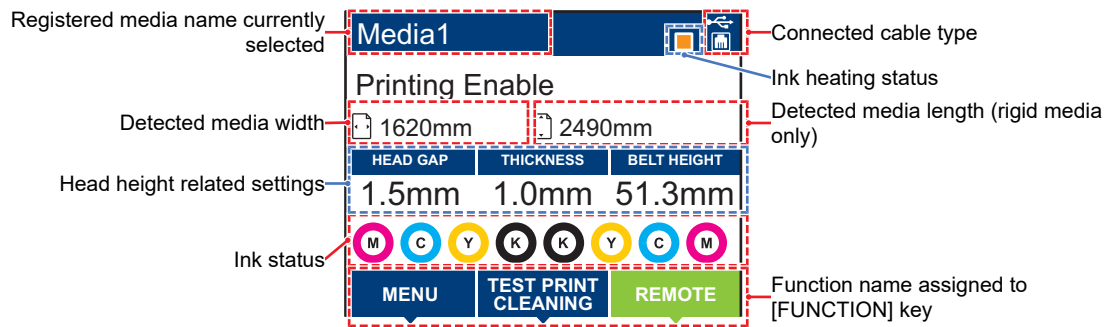 Registered media name currently
selected
Media1
Connected cable type
Ink heating status
Printing Enable
Detected media width
1620mm
2490mm
Detected media length (rigid media
only)
Head height related settings
HEAD GAP
THICKNESS
BELT HEIGHT
1.5mm
1.0mm
51.3mm
Ink status
M C Y K K Y C M
MENU
TEST PRINT
CLEANING
REMOTE
Function name assigned to
[FUNCTION] key